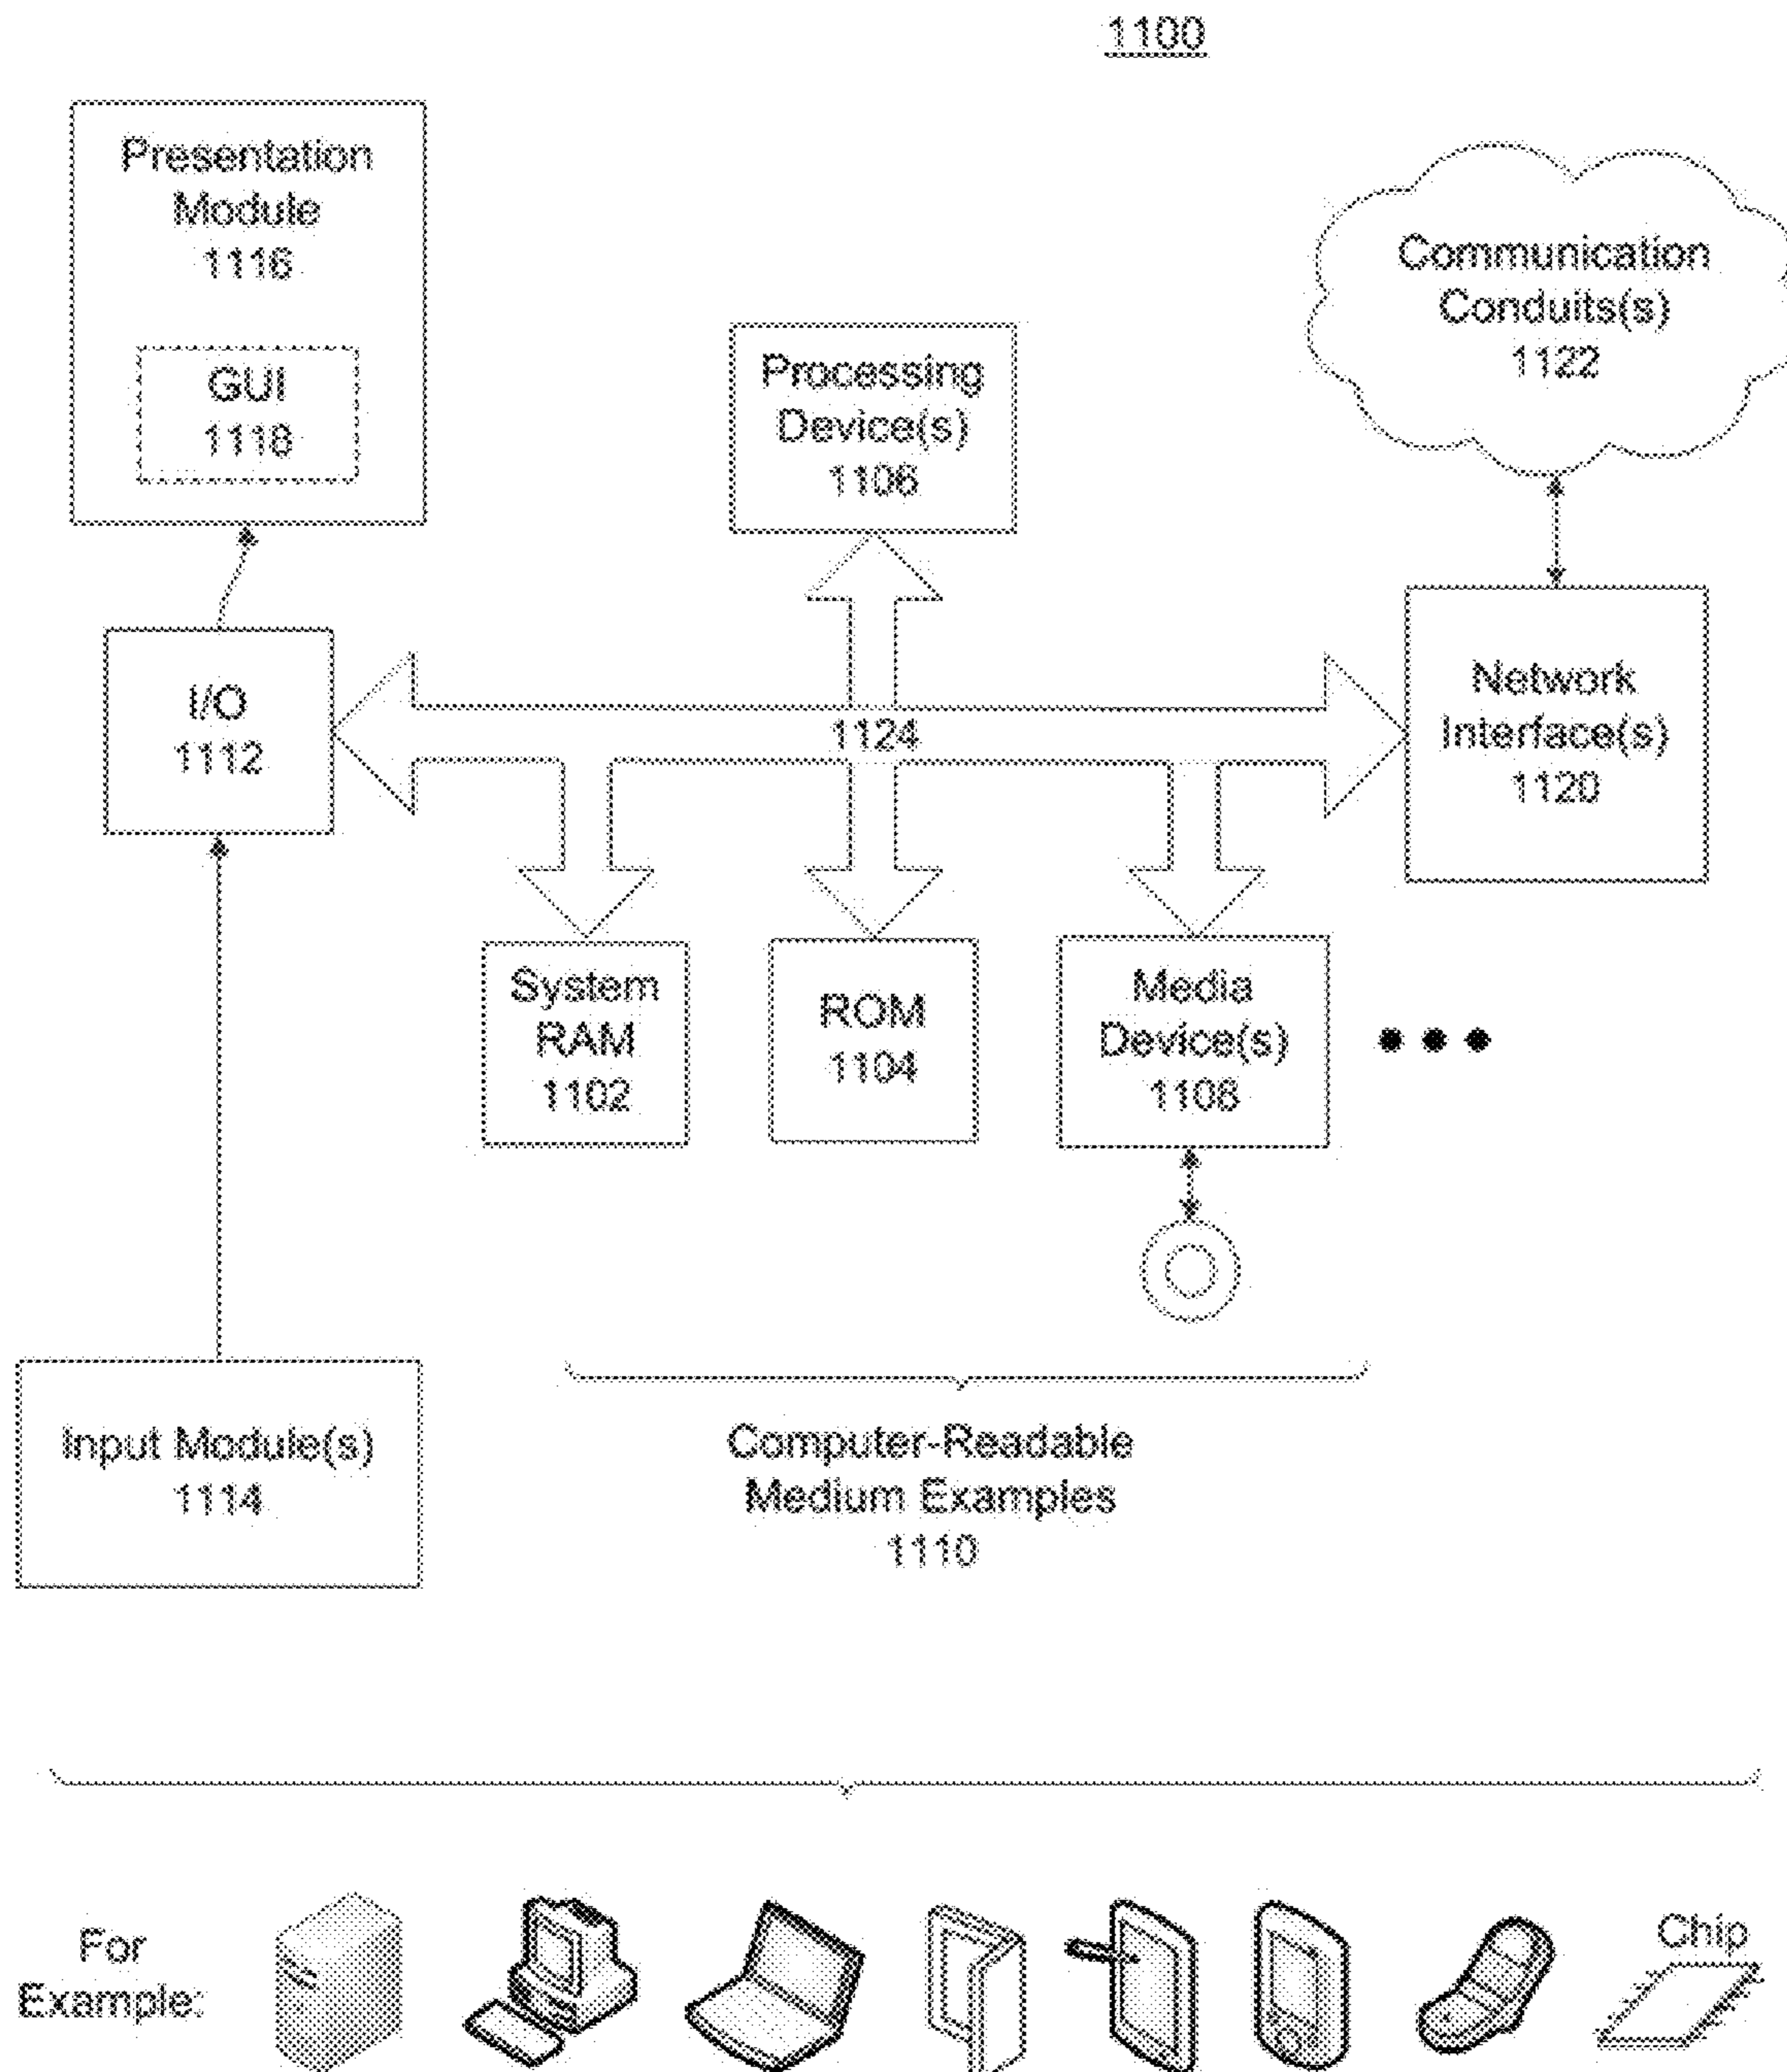 1100
Presentation
Module
1116
GUI
1118
Communication
Conduits(s)
1122
Processing
Device(s)
1106
I/O
1112
1124
Network
Interface(s)
1120
System
RAM
1102
ROM
1104
Media
Device(s)
1108
Input Module(s)
1114
Computer-Readable
Medium Examples
1110
For
Example:
Chip